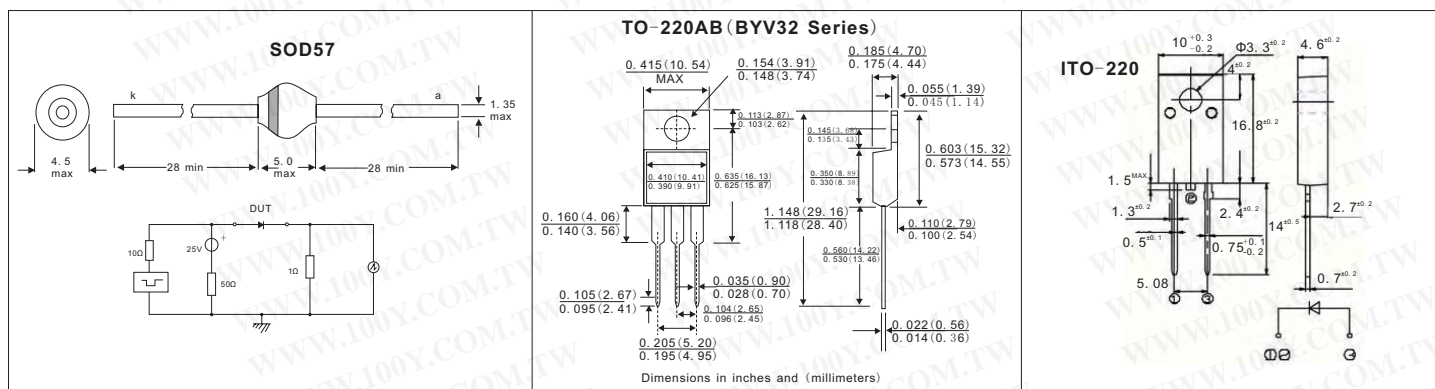 SOD57
k
a
1.35
max
4.5
max
28 min
5.0
max
28 min
DUT
10Ω
25V
+
50Ω
1Ω
TO-220AB(BYV32 Series)
0.415(10.54)
MAX
0.154(3.91)
0.148(3.74)
0.185(4.70)
0.175(4.44)
0.055(1.39)
0.045(1.14)
0.113(2.87)
0.103(2.62)
0.145(3.68)
0.135(3.43)
0.603(15.32)
0.573(14.55)
0.410(10.41)
0.390(9.91)
0.635(16.13)
0.625(15.87)
0.350(8.89)
0.330(8.38)
0.160(4.06)
0.140(3.56)
1.148(29.16)
1.118(28.40)
0.110(2.79)
0.100(2.54)
0.560(14.22)
0.530(13.46)
0.035(0.90)
0.028(0.70)
0.105(2.67)
0.095(2.41)
0.104(2.65)
0.096(2.45)
0.022(0.56)
0.014(0.36)
0.205(5.20)
0.195(4.95)
Dimensions in inches and (millimeters)
ITO-220
10 +0.3 -0.2
Φ3.3±0.2
4±0.2
4.6±0.2
16.8±0.2
1.5MAX
②
1.3±0.2
2.4±0.2
14±0.5
2.7±0.2
0.5±0.1
0.75+0.1 -0.2
5.08
0.7±0.2
① ③
①② ③
WWW.100Y.COM.TW